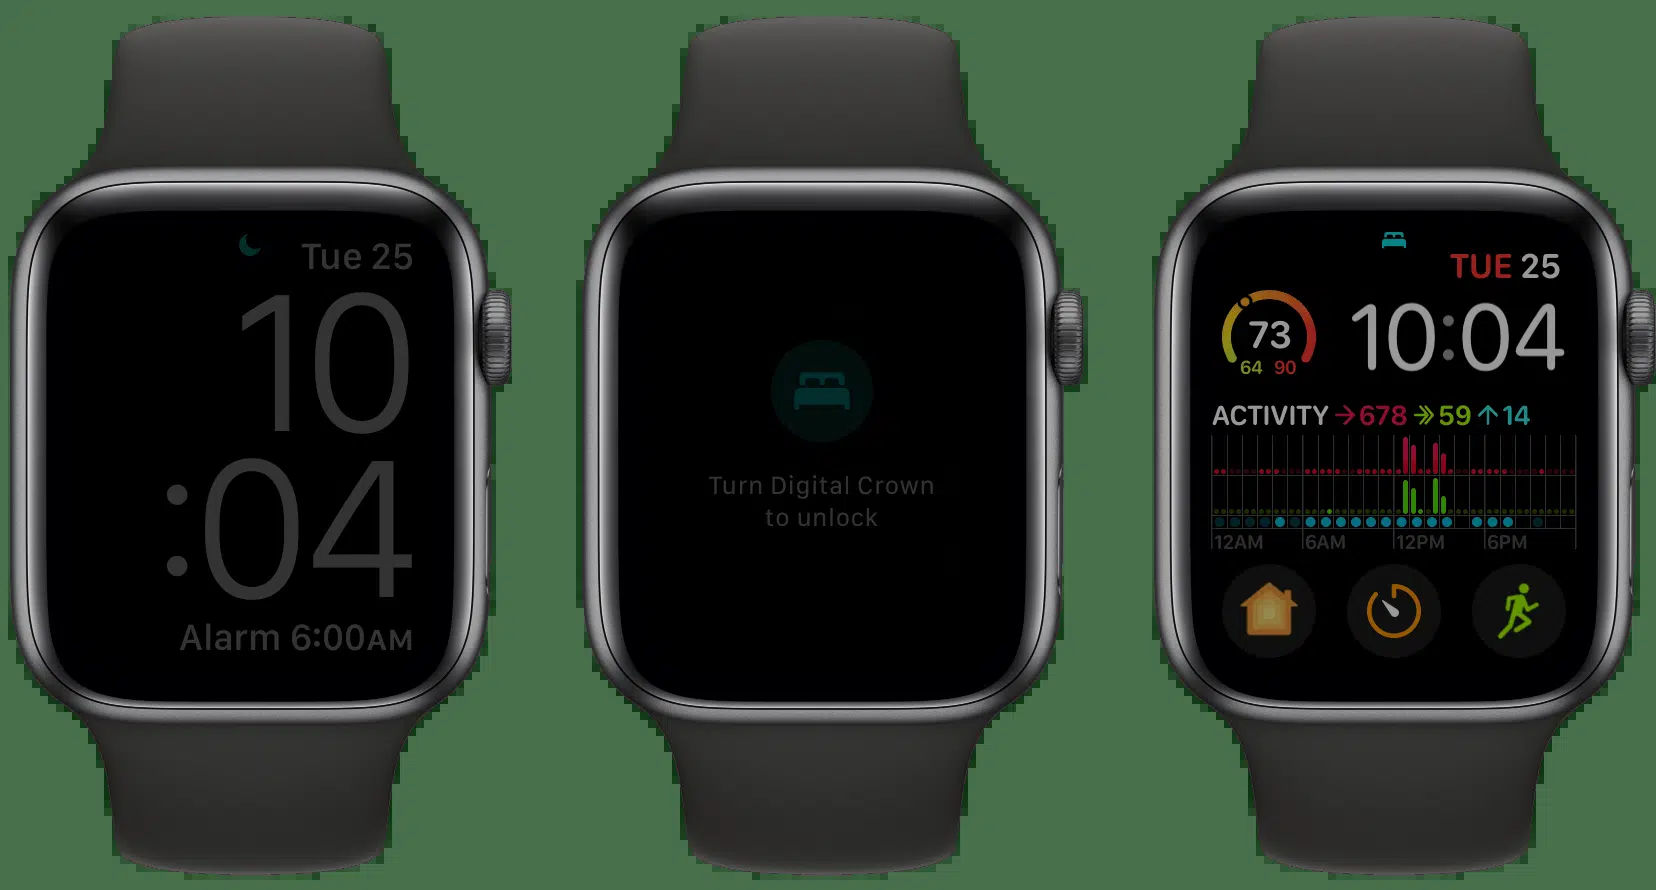 Tue 25
10
:04
Alarm 6:00AM
Turn Digital Crown
to unlock
TUE 25
73
64 90
10:04
ACTIVITY →678 »59 ↑14
12AM 6AM 12PM 6PM